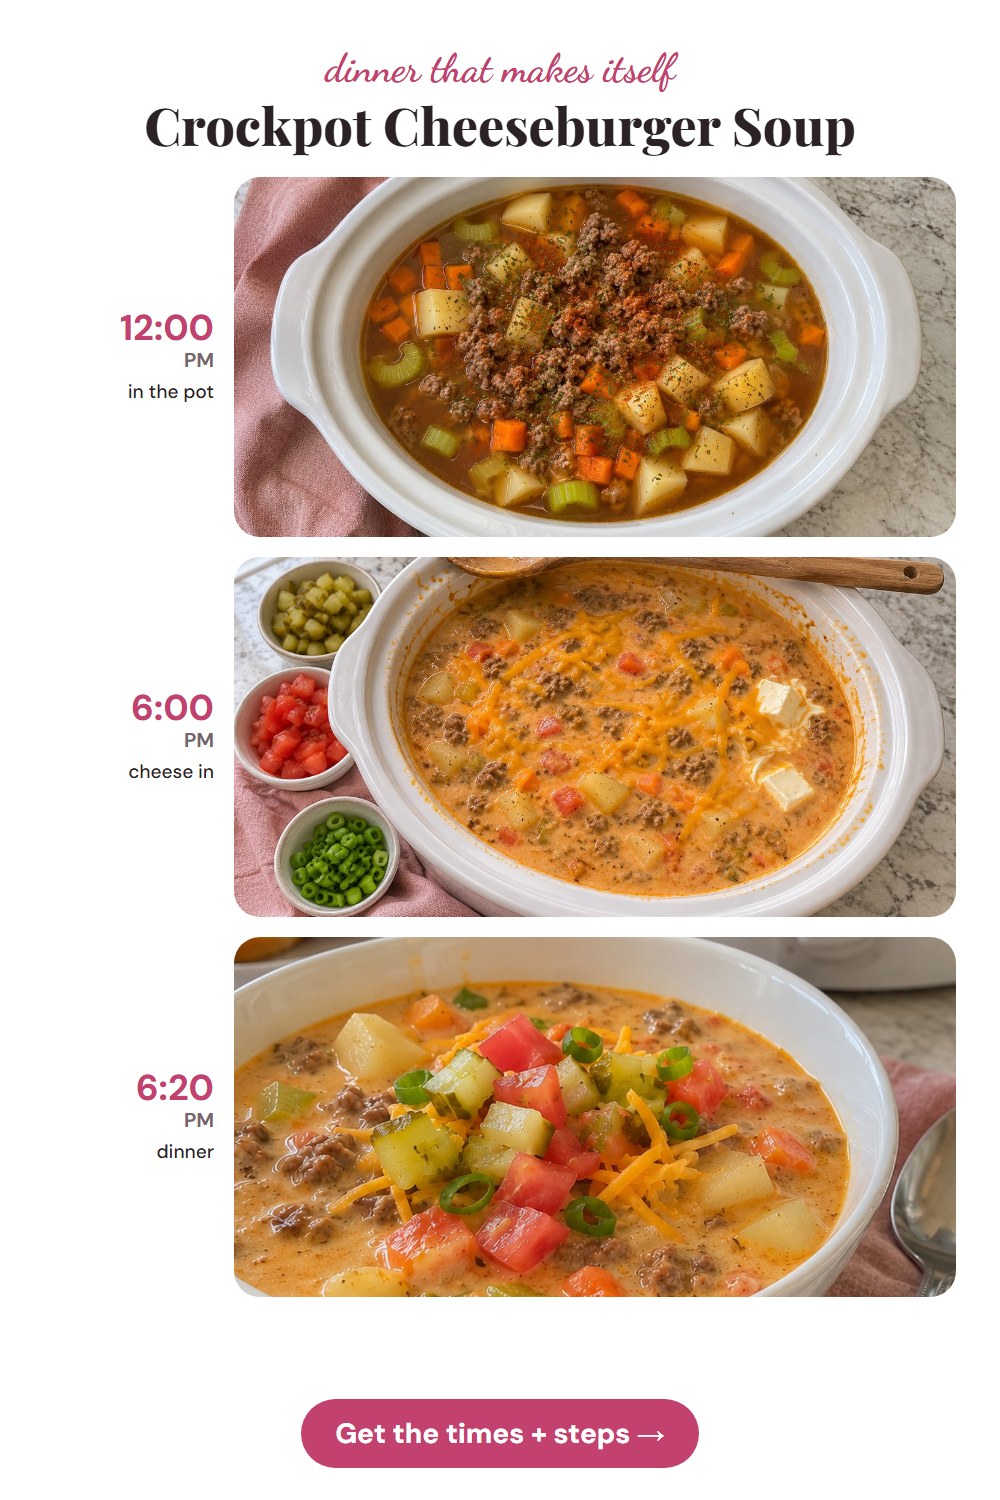 dinner that makes itself
Crockpot Cheeseburger Soup
12:00
PM
in the pot
6:00
PM
cheese in
6:20
PM
dinner
Get the times + steps →